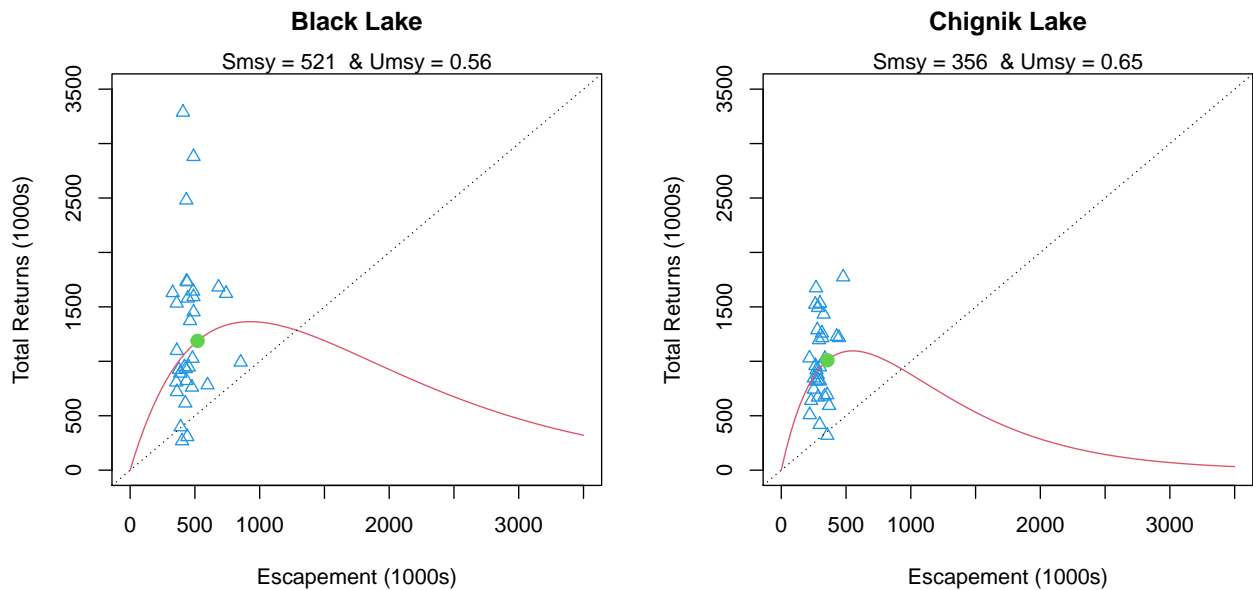 Black Lake
Smsy = 521 & Umsy = 0.56
Total Returns (1000s)
3500
2500
1500
500
0
0 500 1000 2000 3000
Escapement (1000s)
Chignik Lake
Smsy = 356 & Umsy = 0.65
Total Returns (1000s)
3500
2500
1500
500
0
0 500 1000 2000 3000
Escapement (1000s)